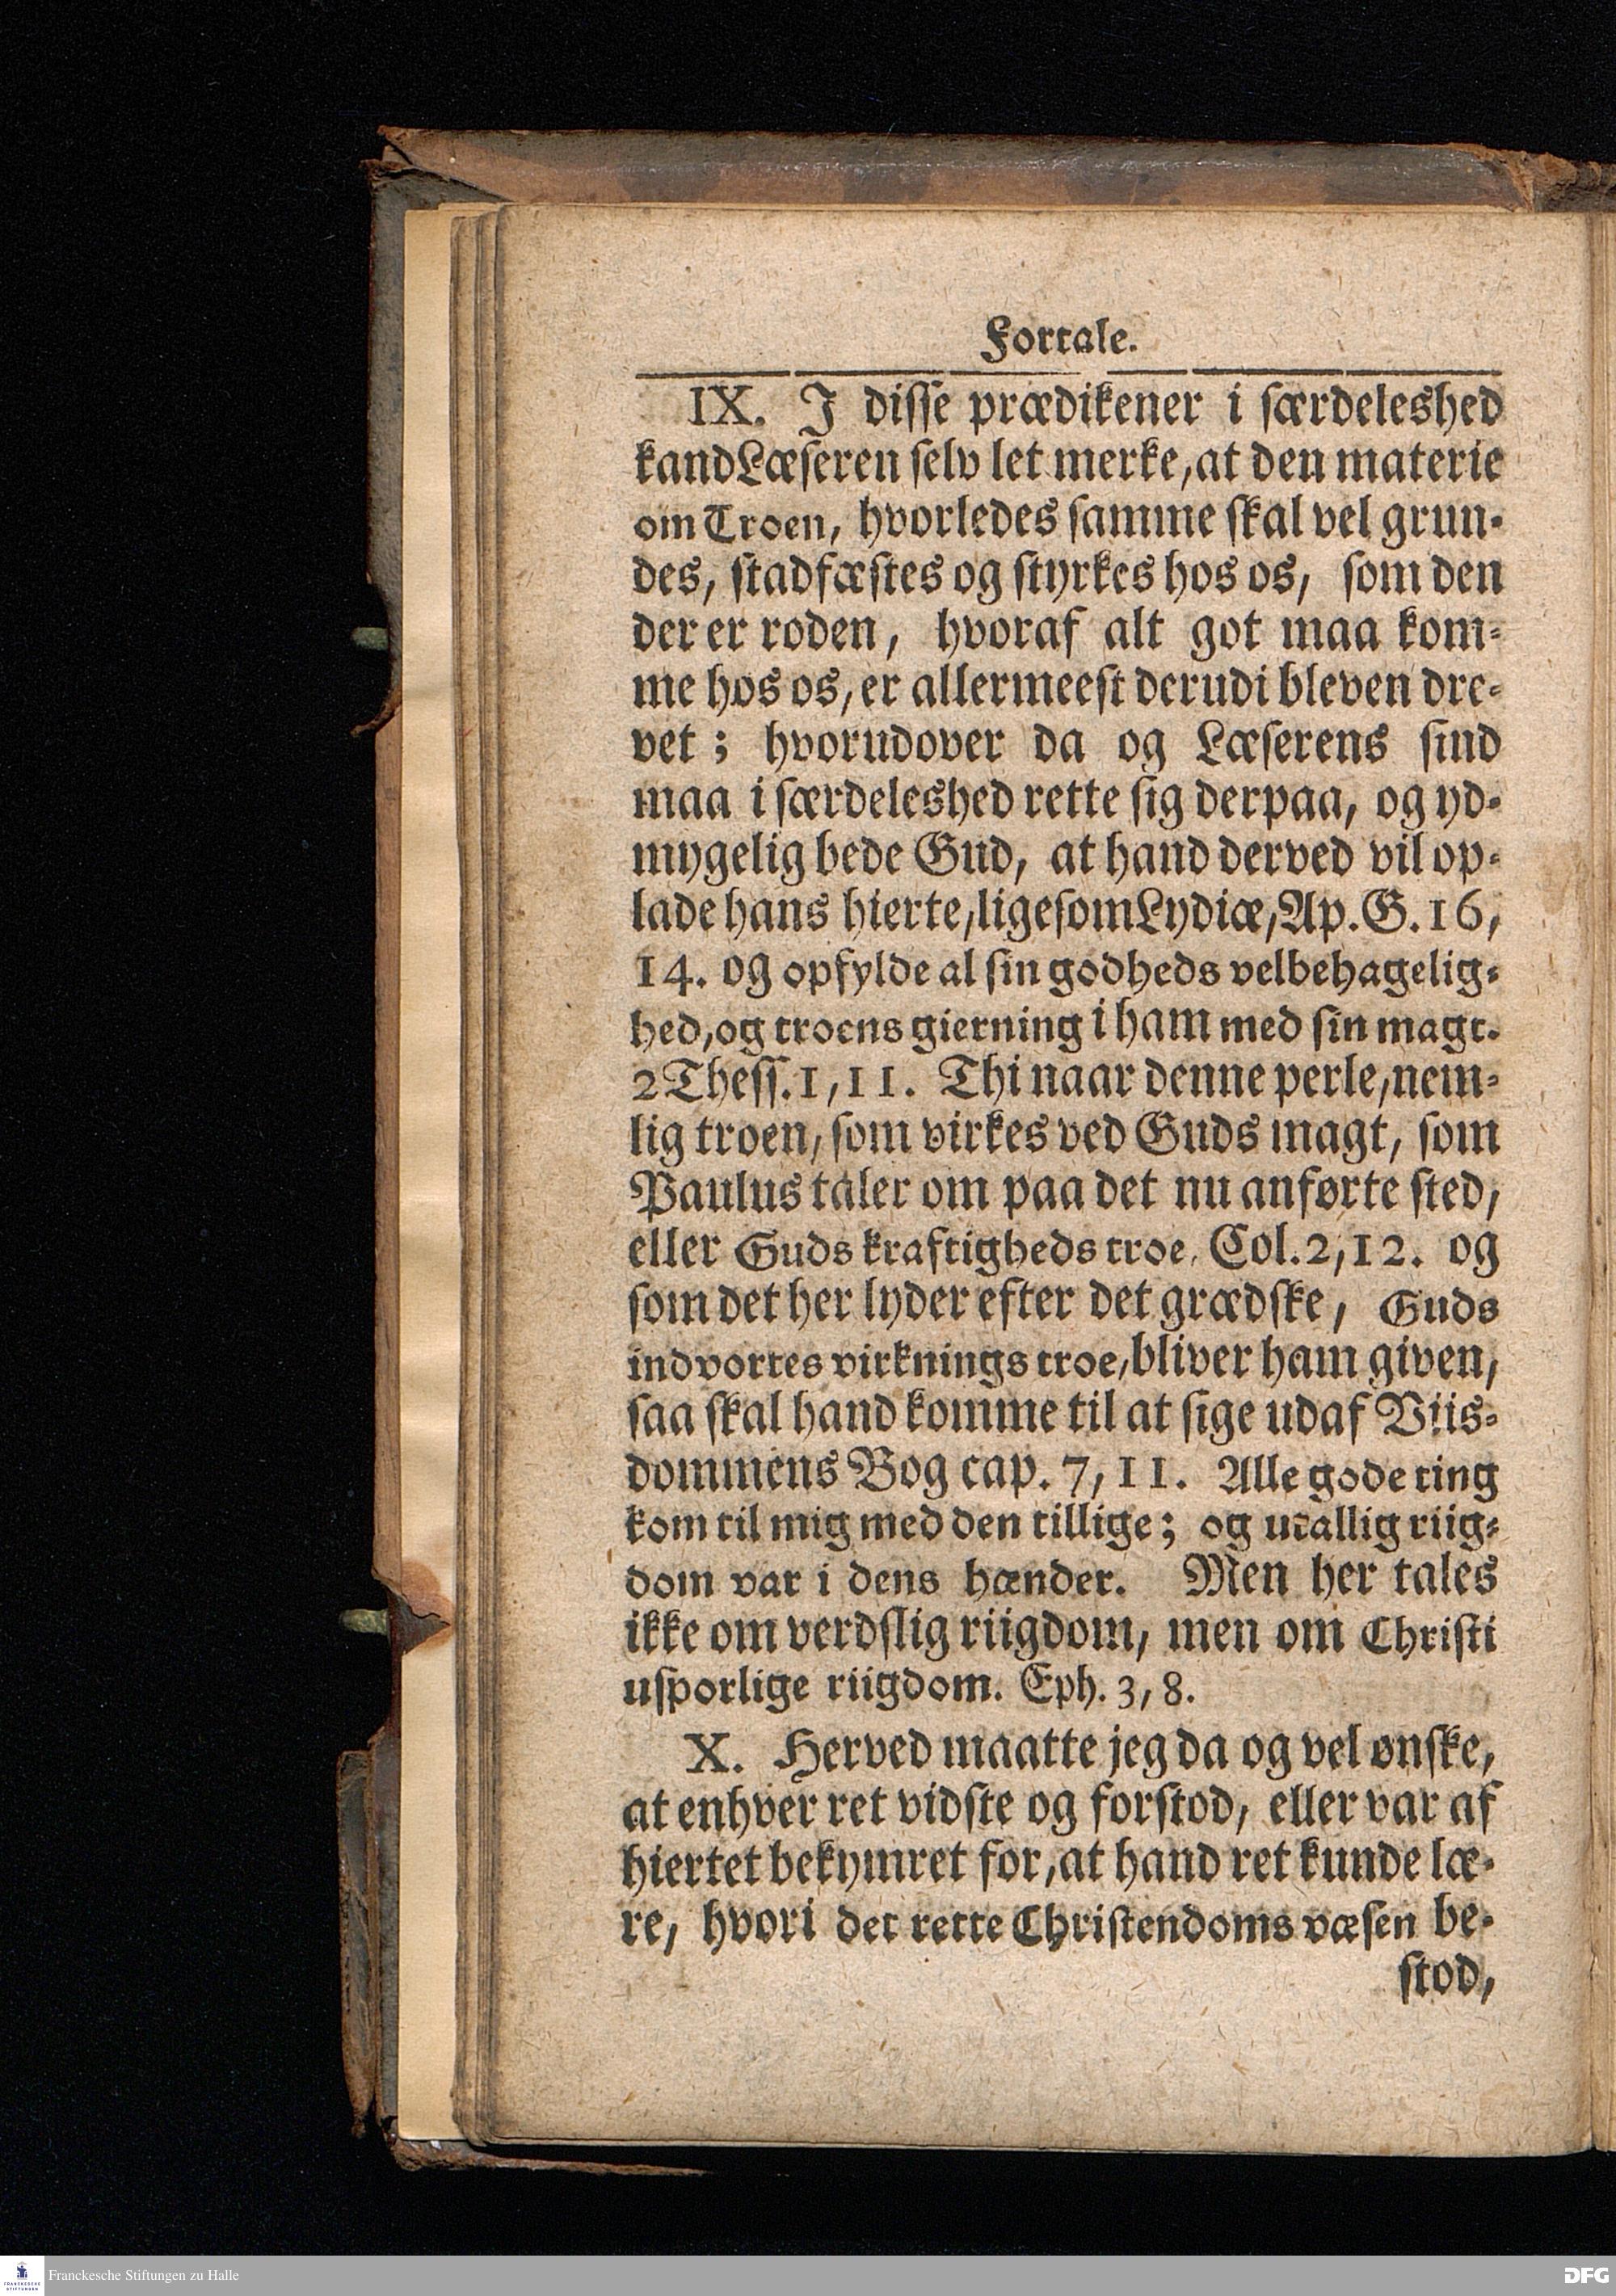 Fortale.
IX. J disse prædikener i særdeleshed
kand Læseren selv let merke, at den materie
om Troen, hvorledes samme skal vel grun-
des, stadfæstes og styrkes hos os, som den
der er roden, hvoraf alt got maa kom-
me hos os, er allermeest derudi bleven dre-
vet; hvorudover da og Læserens sind
maa i særdeleshed rette sig derpaa, og yd-
mygelig bede Gud, at hand derved vil op-
lade hans hierte, ligesom Lydiæ, Ap. G. 16,
14. og opfylde al sin godheds velbehagelig-
hed, og troens gierning i ham med sin magt.
2 Thess. 1, 11. Thi naar denne perle, nem-
lig troen, som virkes ved Guds magt, som
Paulus taler om paa det nu anførte sted,
eller Guds kraftigheds troe, Col. 2, 12. og
som det her lyder efter det grædske, Guds
indvortes virknings troe, bliver ham given,
saa skal hand komme til at sige udaf Viis-
dommens Bog cap. 7, 11. Alle gode ting
kom til mig med den tillige; og utallig riig-
dom var i dens hænder. Men her tales
ikke om verdslig riigdom, men om Christi
usporlige riigdom. Eph. 3, 8.
X. Herved maatte jeg da og vel ønske,
at enhver ret vidste og forstod, eller var af
hiertet bekymret for, at hand ret kunde læ-
re, hvori det rette Christendoms væsen be-
stod,
Franckesche Stiftungen zu Halle
DFG